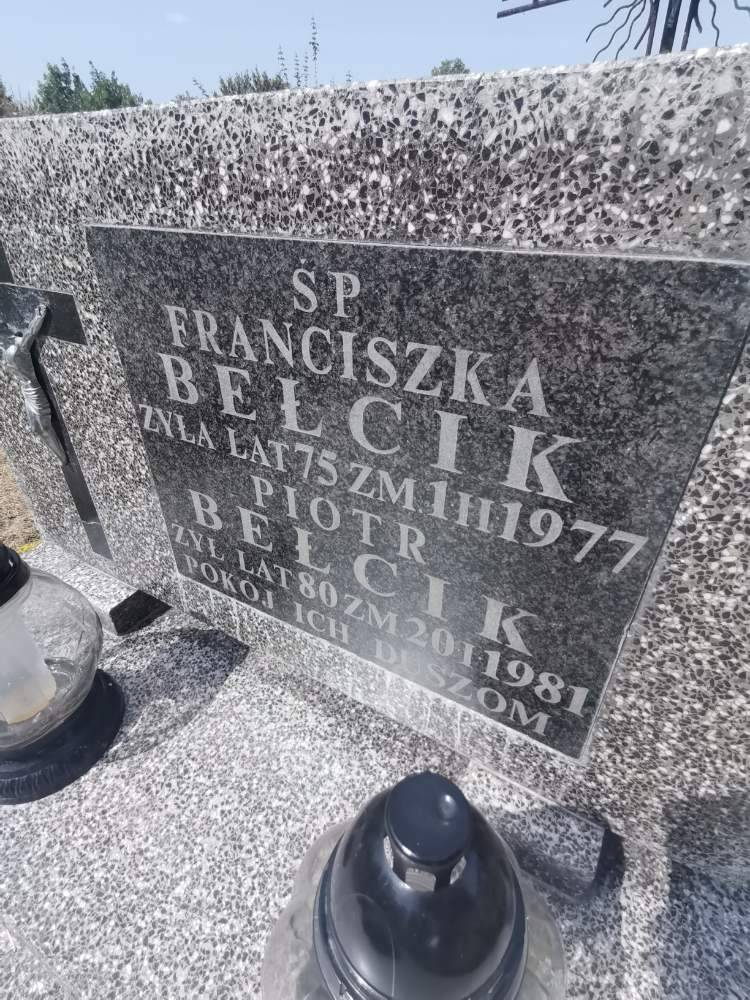 ŚP
FRANCISZKA
BEŁCIK
ŻYŁA LAT 75 ZM 1 II 1977
PIOTR
BEŁCIK
ŻYŁ LAT 80 ZM 20 I 1981
POKÓJ ICH DUSZOM